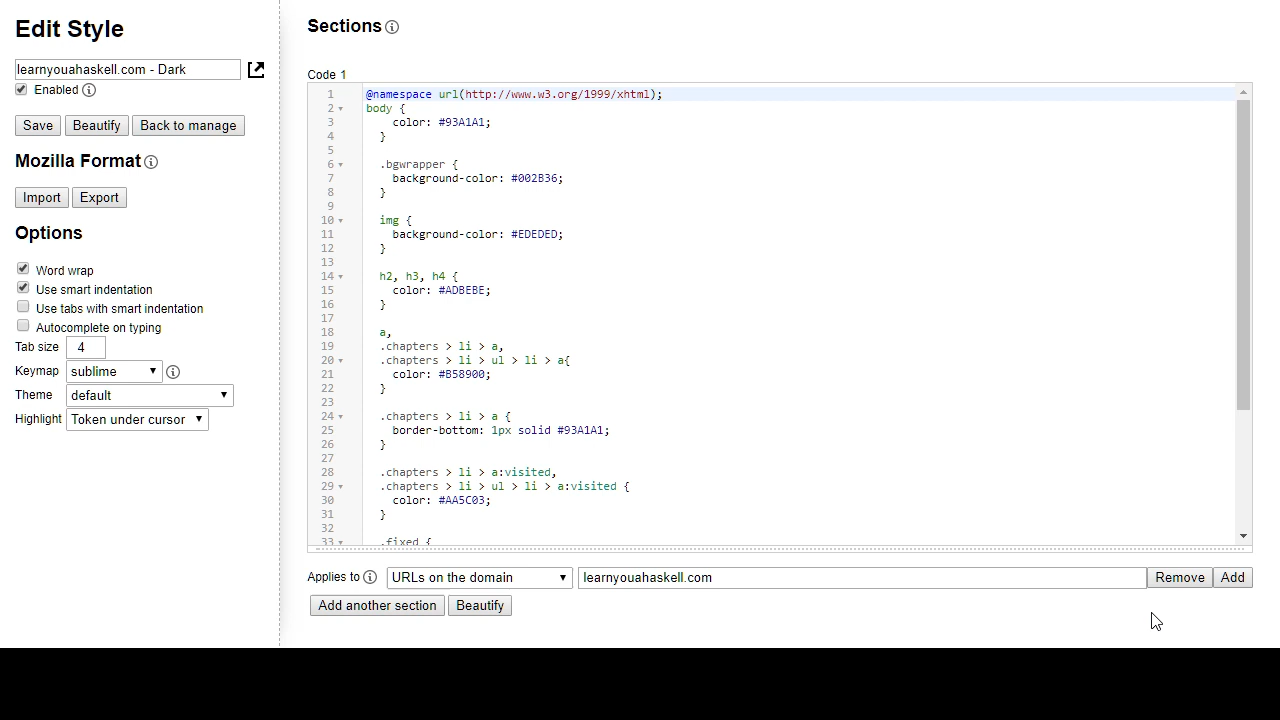 Edit Style
learnyouahaskell.com - Dark
Enabled
Save Beautify Back to manage
Mozilla Format
Import Export
Options
Word wrap
Use smart indentation
Use tabs with smart indentation
Autocomplete on typing
Tab size 4
Keymap sublime
Theme default
Highlight Token under cursor
Sections
Code 1
1 @namespace url(http://www.w3.org/1999/xhtml);
2 body {
3 color: #93A1A1;
4 }
5
6 .bgwrapper {
7 background-color: #002B36;
8 }
9
10 img {
11 background-color: #EDEDED;
12 }
13
14 h2, h3, h4 {
15 color: #ADBEBE;
16 }
17
18 a,
19 .chapters > li > a,
20 .chapters > li > ul > li > a{
21 color: #B58900;
22 }
23
24 .chapters > li > a {
25 border-bottom: 1px solid #93A1A1;
26 }
27
28 .chapters > li > a:visited,
29 .chapters > li > ul > li > a:visited {
30 color: #AA5C03;
31 }
32
33 .fixed {
Applies to URLs on the domain learnyouahaskell.com Remove Add
Add another section Beautify